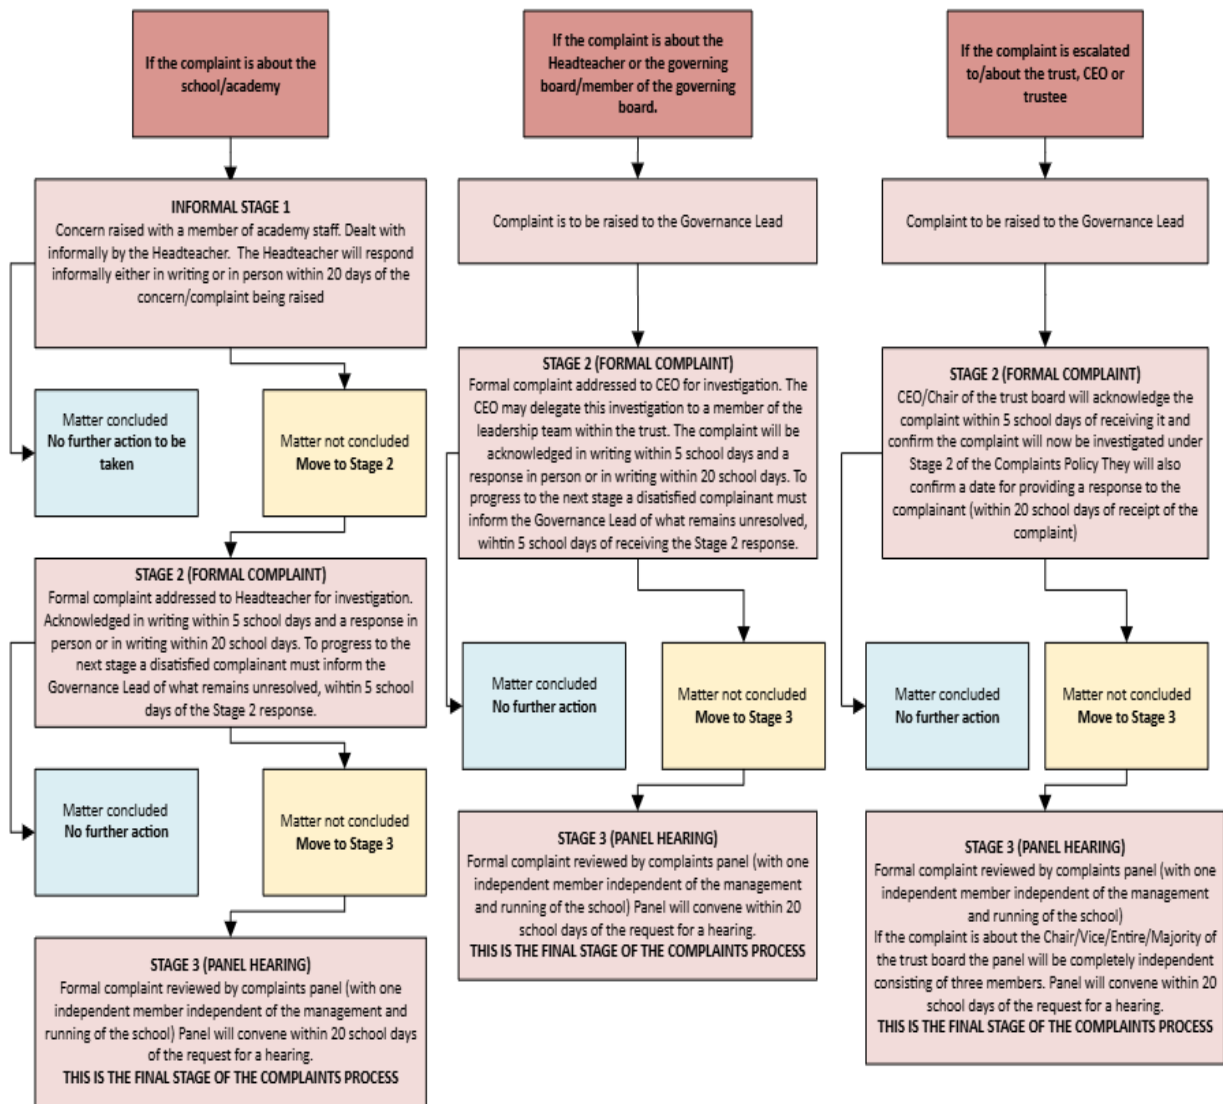 If the complaint is about the
school/academy
INFORMAL STAGE 1
Concern raised with a member of academy staff. Dealt with
informally by the Headteacher. The Headteacher will respond
informally either in writing or in person within 20 days of the
concern/complaint being raised
Matter concluded
No further action to be
taken
Matter not concluded
Move to Stage 2
STAGE 2 (FORMAL COMPLAINT)
Formal complaint addressed to Headteacher for investigation.
Acknowledged in writing within 5 school days and a response in
person or in writing within 20 school days. To progress to the
next stage a disatisfied complainant must inform the
Governance Lead of what remains unresolved, wihtin 5 school
days of the Stage 2 response.
Matter concluded
No further action
Matter not concluded
Move to Stage 3
STAGE 3 (PANEL HEARING)
Formal complaint reviewed by complaints panel (with one
independent member independent of the management and
running of the school) Panel will convene within 20 school days
of the request for a hearing.
THIS IS THE FINAL STAGE OF THE COMPLAINTS PROCESS
If the complaint is about the
Headteacher or the governing
board/member of the governing
board.
Complaint is to be raised to the Governance Lead
STAGE 2 (FORMAL COMPLAINT)
Formal complaint addressed to CEO for investigation. The
CEO may delegate this investigation to a member of the
leadership team within the trust. The complaint will be
acknowledged in writing within 5 school days and a
response in person or in writing within 20 school days. To
progress to the next stage a disatisfied complainant must
inform the Governance Lead of what remains unresolved,
wihtin 5 school days of receiving the Stage 2 response.
Matter concluded
No further action
Matter not concluded
Move to Stage 3
STAGE 3 (PANEL HEARING)
Formal complaint reviewed by complaints panel (with one
independent member independent of the management
and running of the school) Panel will convene within 20
school days of the request for a hearing.
THIS IS THE FINAL STAGE OF THE COMPLAINTS PROCESS
If the complaint is escalated
to/about the trust, CEO or
trustee
Complaint to be raised to the Governance Lead
STAGE 2 (FORMAL COMPLAINT)
CEO/Chair of the trust board will acknowledge the
complaint within 5 school days of receiving it and
confirm the complaint will now be investigated under
Stage 2 of the Complaints Policy They will also
confirm a date for providing a response to the
complainant (within 20 school days of receipt of the
complaint)
Matter concluded
No further action
Matter not concluded
Move to Stage 3
STAGE 3 (PANEL HEARING)
Formal complaint reviewed by complaints panel (with one
independent member independent of the management
and running of the school)
If the complaint is about the Chair/Vice/Entire/Majority of
the trust board the panel will be completely independent
consisting of three members. Panel will convene within 20
school days of the request for a hearing.
THIS IS THE FINAL STAGE OF THE COMPLAINTS PROCESS